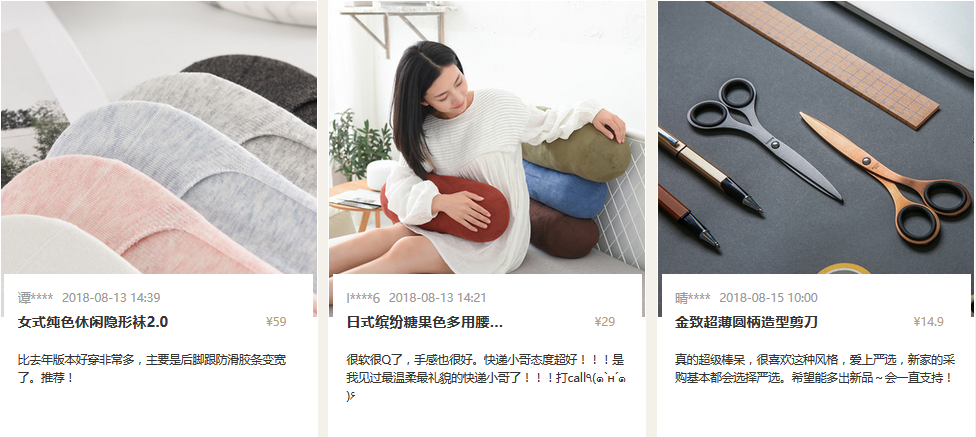 谭**** 2018-08-13 14:39
女式纯色休闲隐形袜2.0 ¥59
比去年版本好穿非常多，主要是后脚跟防滑胶条变宽
了。推荐！
l****6 2018-08-13 14:21
日式缤纷糖果色多用腰... ¥29
很软很Q了，手感也很好。快递小哥态度超好！！！是
我见过最温柔最礼貌的快递小哥了！！！打call٩(๑`н´๑
)۶
晴**** 2018-08-15 10:00
金致超薄圆柄造型剪刀 ¥14.9
真的超级棒呆，很喜欢这种风格，爱上严选，新家的采
购基本都会选择严选。希望能多出新品～会一直支持！